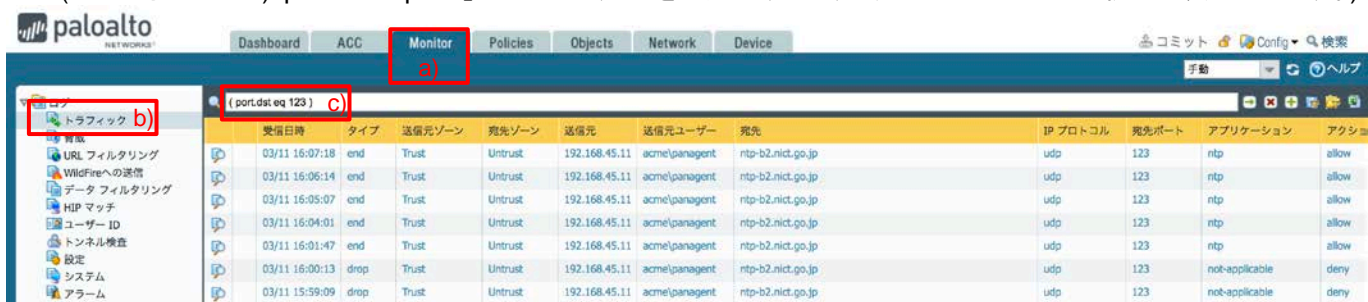 paloalto
NETWORKS
Dashboard ACC Monitor Policies Objects Network Device
コミット Config 検索
a)
手動 ヘルプ
ログ
( port.dst eq 123 ) c)
トラフィック b)
脅威
URL フィルタリング
WildFireへの送信
データ フィルタリング
HIP マッチ
ユーザー ID
トンネル検査
設定
システム
アラーム
受信日時 タイプ 送信元ゾーン 宛先ゾーン 送信元 送信元ユーザー 宛先 IP プロトコル 宛先ポート アプリケーション アクショ
03/11 16:07:18 end Trust Untrust 192.168.45.11 acme\panagent ntp-b2.nict.go.jp udp 123 ntp allow
03/11 16:06:14 end Trust Untrust 192.168.45.11 acme\panagent ntp-b2.nict.go.jp udp 123 ntp allow
03/11 16:05:07 end Trust Untrust 192.168.45.11 acme\panagent ntp-b2.nict.go.jp udp 123 ntp allow
03/11 16:04:01 end Trust Untrust 192.168.45.11 acme\panagent ntp-b2.nict.go.jp udp 123 ntp allow
03/11 16:01:47 end Trust Untrust 192.168.45.11 acme\panagent ntp-b2.nict.go.jp udp 123 ntp allow
03/11 16:00:13 drop Trust Untrust 192.168.45.11 acme\panagent ntp-b2.nict.go.jp udp 123 not-applicable deny
03/11 15:59:09 drop Trust Untrust 192.168.45.11 acme\panagent ntp-b2.nict.go.jp udp 123 not-applicable deny